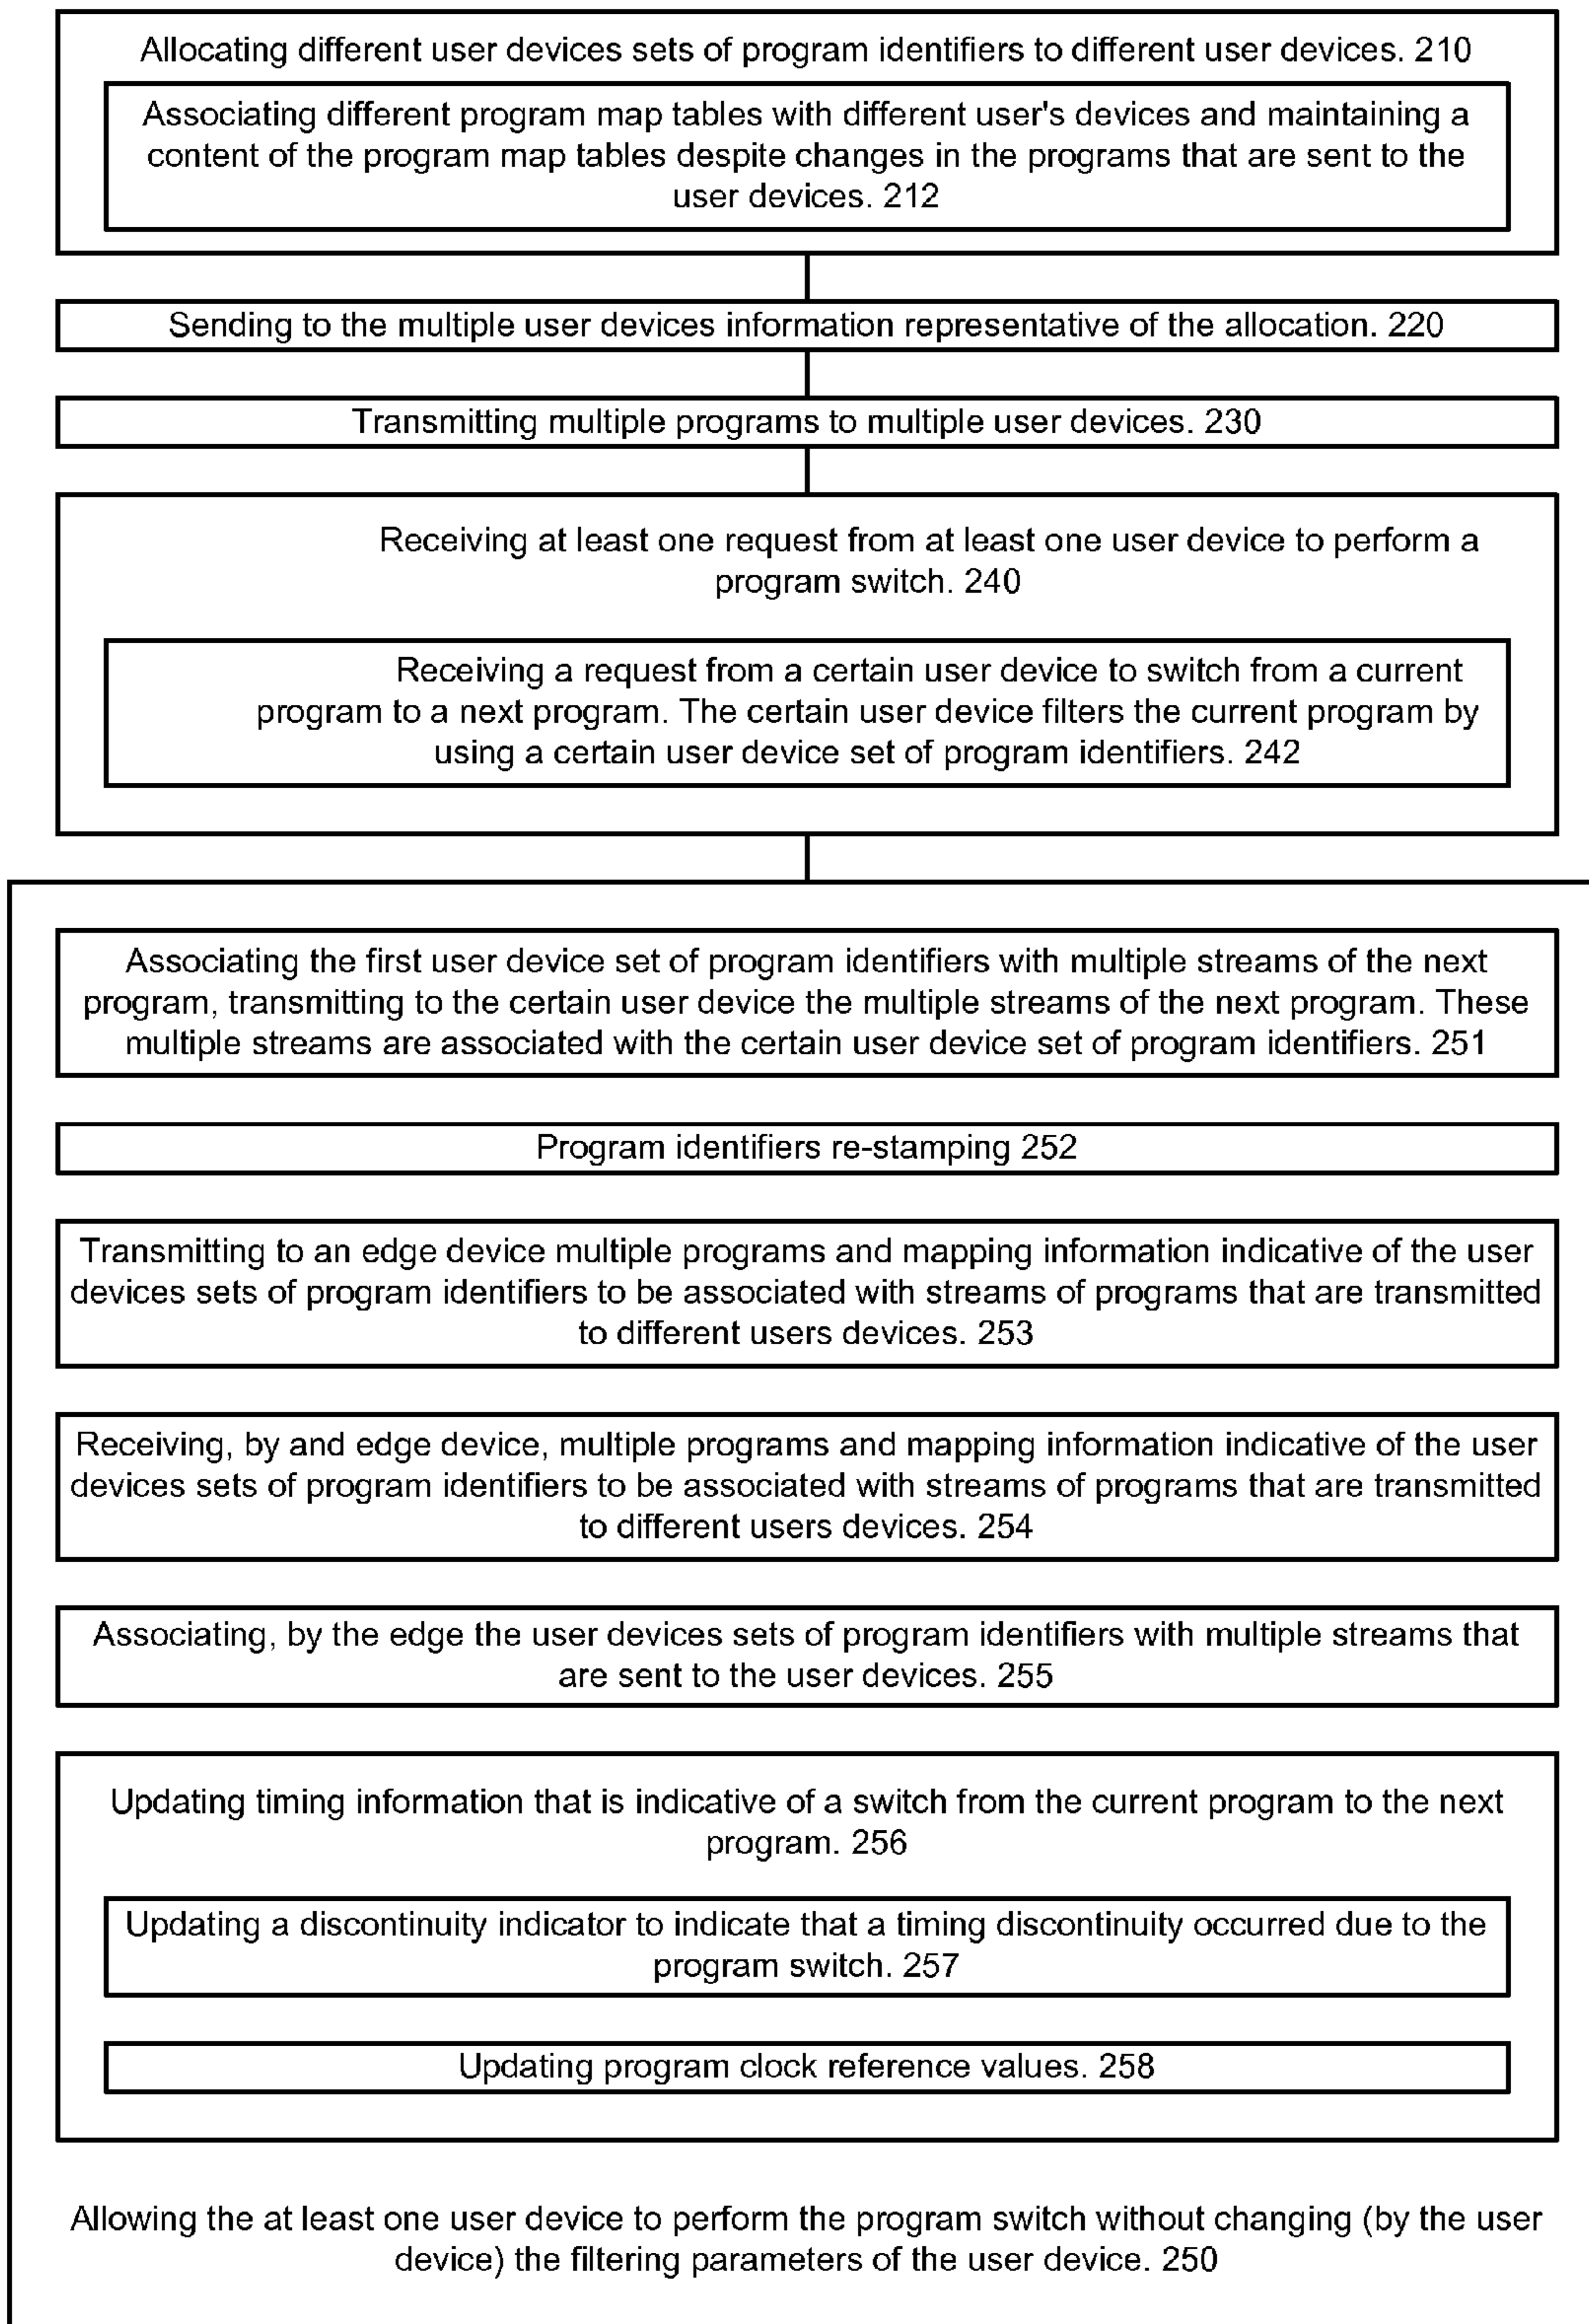 Allocating different user devices sets of program identifiers to different user devices. 210
Associating different program map tables with different user's devices and maintaining a
content of the program map tables despite changes in the programs that are sent to the
user devices. 212
Sending to the multiple user devices information representative of the allocation. 220
Transmitting multiple programs to multiple user devices. 230
Receiving at least one request from at least one user device to perform a
program switch. 240
Receiving a request from a certain user device to switch from a current
program to a next program. The certain user device filters the current program by
using a certain user device set of program identifiers. 242
Associating the first user device set of program identifiers with multiple streams of the next
program, transmitting to the certain user device the multiple streams of the next program. These
multiple streams are associated with the certain user device set of program identifiers. 251
Program identifiers re-stamping 252
Transmitting to an edge device multiple programs and mapping information indicative of the user
devices sets of program identifiers to be associated with streams of programs that are transmitted
to different users devices. 253
Receiving, by and edge device, multiple programs and mapping information indicative of the user
devices sets of program identifiers to be associated with streams of programs that are transmitted
to different users devices. 254
Associating, by the edge the user devices sets of program identifiers with multiple streams that
are sent to the user devices. 255
Updating timing information that is indicative of a switch from the current program to the next
program. 256
Updating a discontinuity indicator to indicate that a timing discontinuity occurred due to the
program switch. 257
Updating program clock reference values. 258
Allowing the at least one user device to perform the program switch without changing (by the user
device) the filtering parameters of the user device. 250